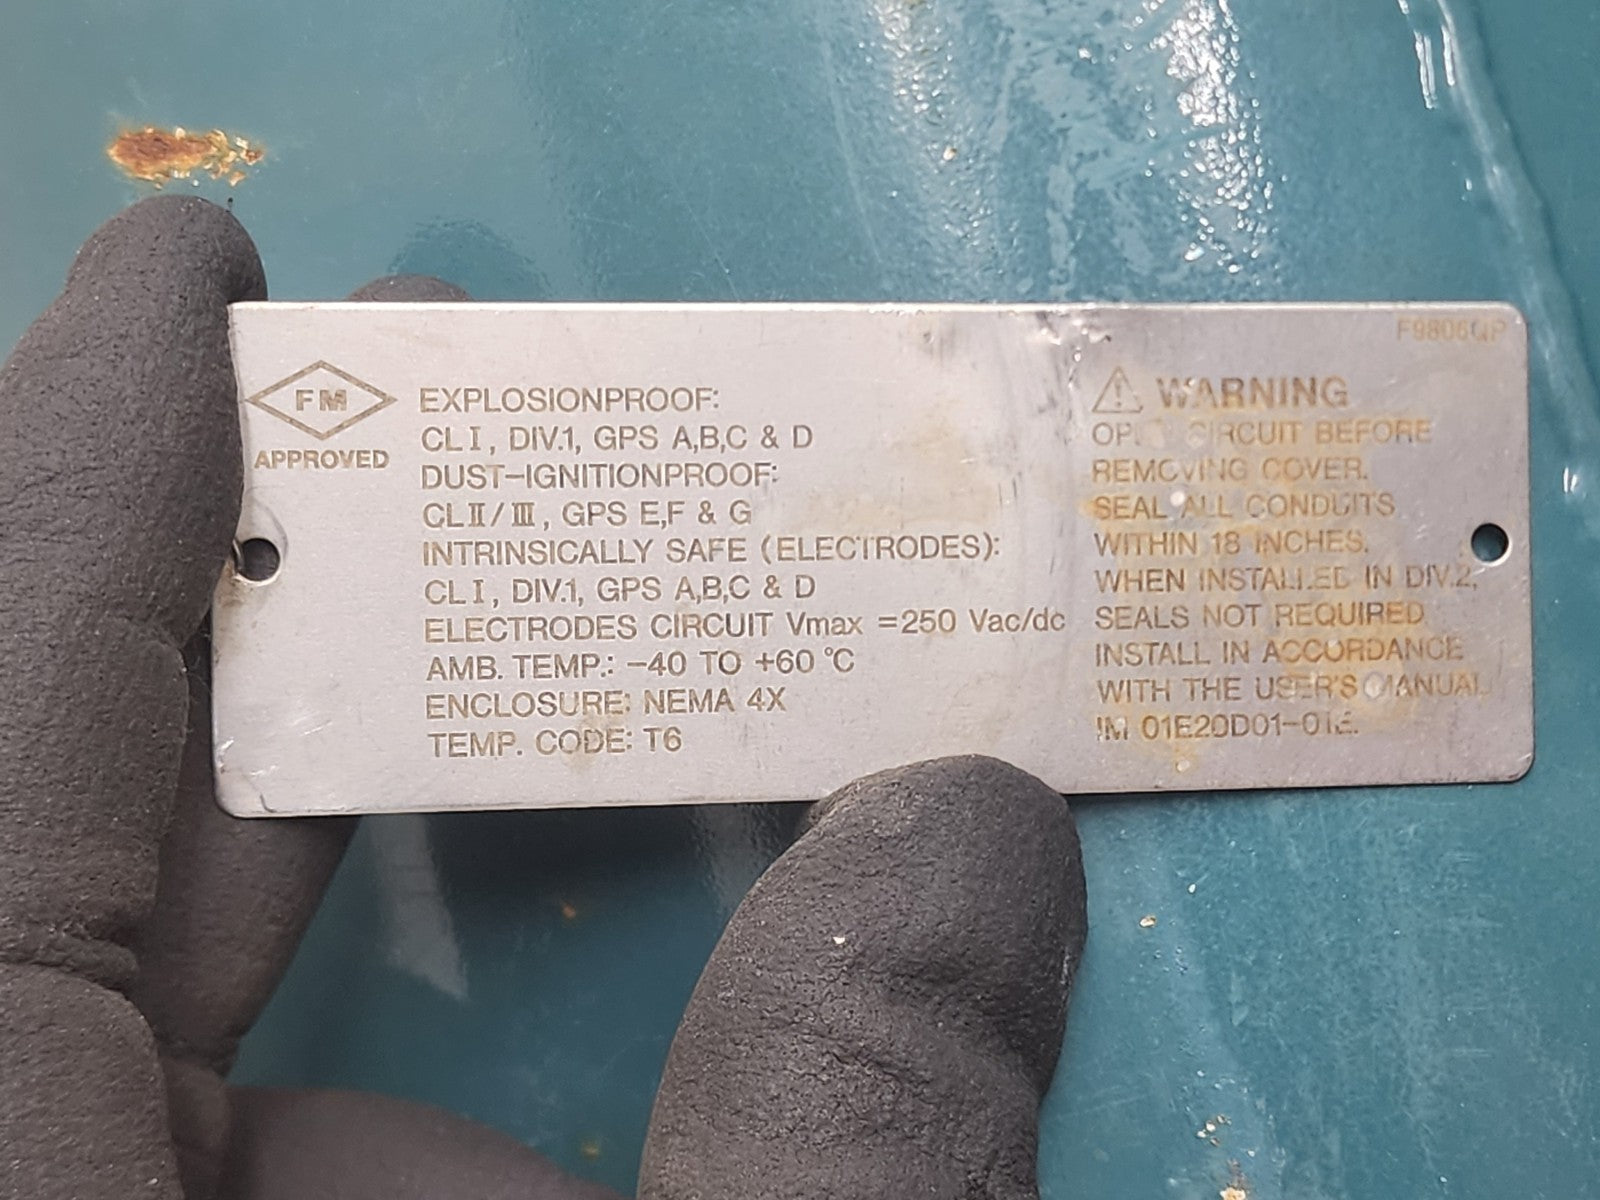 F9806QP
FM
APPROVED
EXPLOSIONPROOF:
CL I, DIV.1, GPS A,B,C & D
DUST-IGNITIONPROOF:
CL II/III, GPS E,F & G
INTRINSICALLY SAFE (ELECTRODES):
CL I, DIV.1, GPS A,B,C & D
ELECTRODES CIRCUIT Vmax =250 Vac/dc
AMB. TEMP.: -40 TO +60 °C
ENCLOSURE: NEMA 4X
TEMP. CODE: T6
WARNING
OPEN CIRCUIT BEFORE
REMOVING COVER.
SEAL ALL CONDUITS
WITHIN 18 INCHES.
WHEN INSTALLED IN DIV.2,
SEALS NOT REQUIRED
INSTALL IN ACCORDANCE
WITH THE USER'S MANUAL
IM 01E20D01-01E.